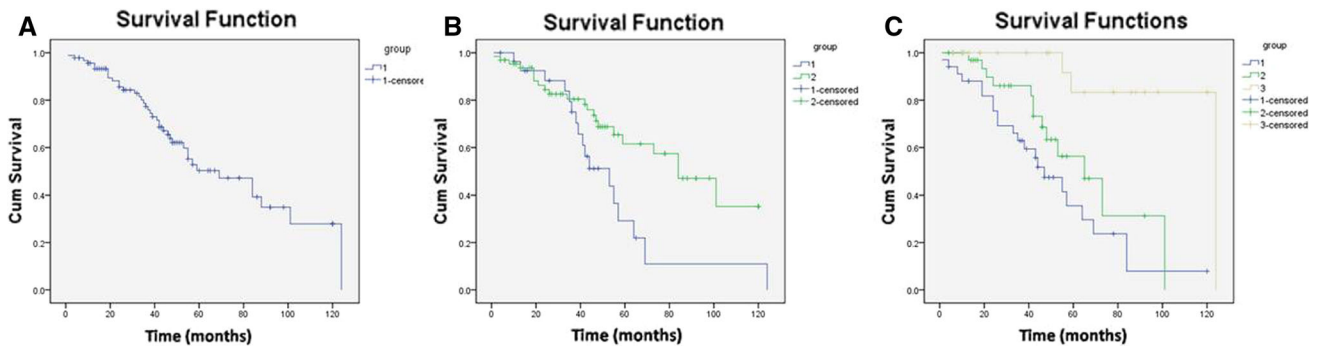 A
Survival Function
Cum Survival
1.0
0.8
0.6
0.4
0.2
0.0
0 20 40 60 80 100 120
Time (months)
group
1
1-censore
B
Survival Function
Cum Survival
1.0
0.8
0.6
0.4
0.2
0.0
0 20 40 60 80 100 120
Time (months)
group
1
2
1-censored
2-censored
C
Survival Functions
Cum Survival
1.0
0.8
0.6
0.4
0.2
0.0
0 20 40 60 80 100 120
Time (months)
group
1
2
3
1-censored
2-censored
3-censored